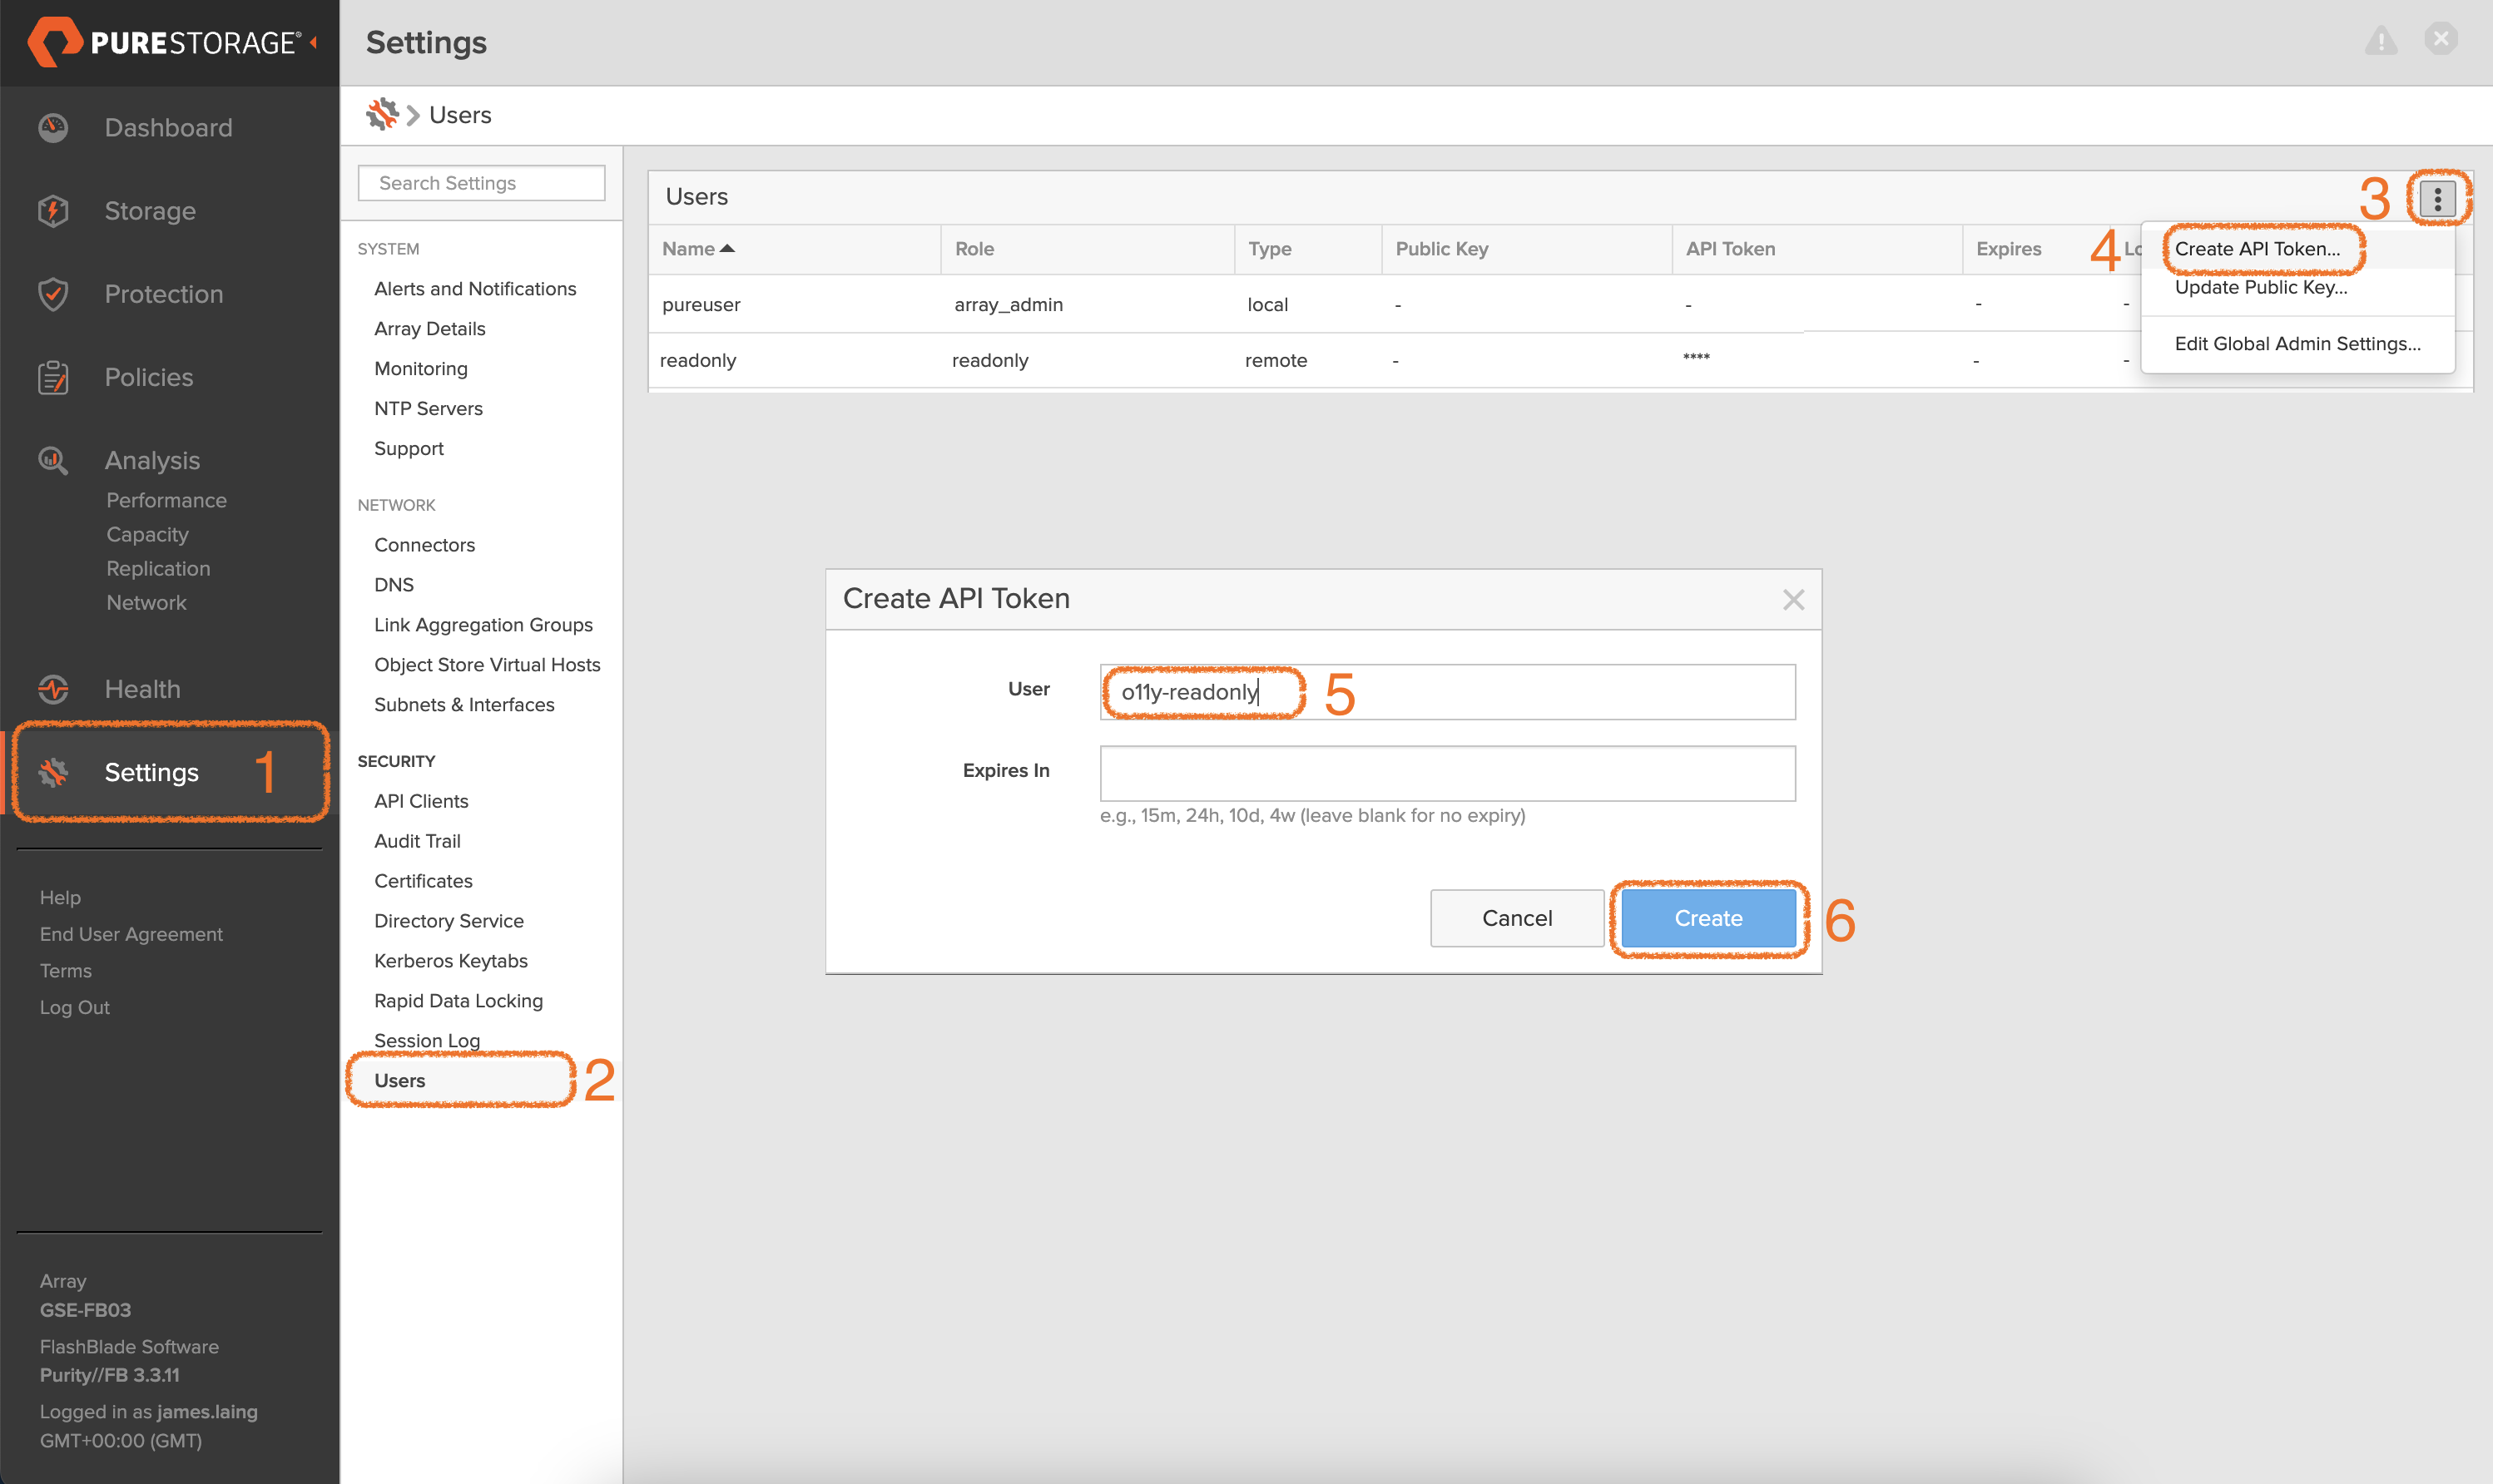 PURESTORAGE®
Settings
Dashboard
Storage
Protection
Policies
Analysis
Performance
Capacity
Replication
Network
Health
Settings 1
Help
End User Agreement
Terms
Log Out
Array
GSE-FB03
FlashBlade Software
Purity//FB 3.3.11
Logged in as james.laing
GMT+00:00 (GMT)
Users
Search Settings
SYSTEM
Alerts and Notifications
Array Details
Monitoring
NTP Servers
Support
NETWORK
Connectors
DNS
Link Aggregation Groups
Object Store Virtual Hosts
Subnets & Interfaces
SECURITY
API Clients
Audit Trail
Certificates
Directory Service
Kerberos Keytabs
Rapid Data Locking
Session Log
Users 2
Users 3
Name Role Type Public Key API Token Expires 4 Lo
pureuser array_admin local - - - -
readonly readonly remote - **** - -
Create API Token...
Update Public Key...
Edit Global Admin Settings...
Create API Token
User o11y-readonly 5
Expires In
e.g., 15m, 24h, 10d, 4w (leave blank for no expiry)
Cancel Create 6